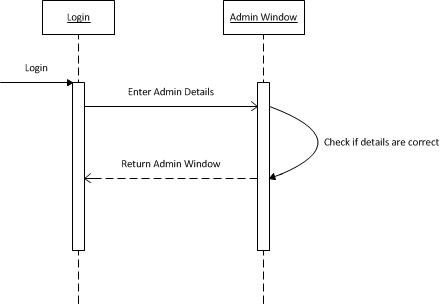 Login
Admin Window
Login
Enter Admin Details
Check if details are correct
Return Admin Window